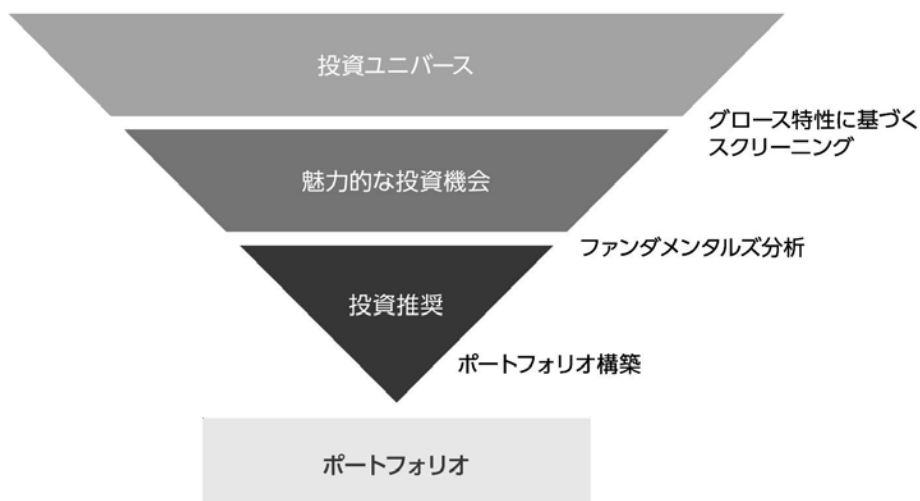 投資ユニバース
グロース特性に基づく
スクリーニング
魅力的な投資機会
ファンダメンタルズ分析
投資推奨
ポートフォリオ構築
ポートフォリオ